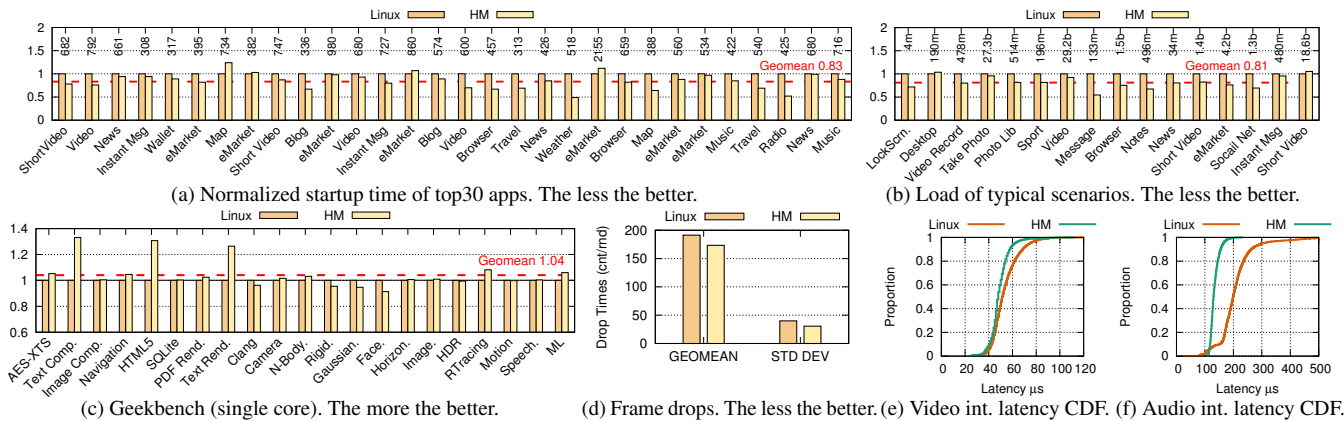 Linux HM
2
1.5
1
0.5
0
682 792 661 308 317 395 734 382 747 336 980 680 727 860 574 600 457 313 426 518 2155 659 388 560 534 422 540 425 680 716
Geomean 0.83
ShortVideo Video News Instant Msg Wallet eMarket Map eMarket Short Video Blog eMarket Video Instant Msg eMarket Blog Video Browser Travel News Weather eMarket Browser Map eMarket eMarket Music Travel Radio News Music
(a) Normalized startup time of top30 apps. The less the better.
Linux HM
2
1.5
1
0.5
0
4m 190m 478m 27.3b 514m 196m 29.2b 133m 1.5b 496m 34m 1.4b 4.2b 1.3b 480m 18.6b
Geomean 0.81
LockScrn. Desktop Video Record Take Photo Photo Lib Sport Video Message Browser Notes News Short Video eMarket Socail Net Instant Msg Short Video
(b) Load of typical scenarios. The less the better.
Linux HM
1.4
1.2
1
0.8
0.6
Geomean 1.04
AES-XTS Text Comp. Image Comp. Navigation HTML5 SQLite PDF Rend. Text Rend. Clang Camera N-Body. Rigid. Gaussian. Face. Horizon. Image. HDR RTracing Motion Speech. ML
(c) Geekbench (single core). The more the better.
Linux HM
Drop Times (cnt/rnd)
200
150
100
50
0
GEOMEAN STD DEV
(d) Frame drops. The less the better.
Linux HM
Proportion
1
0.8
0.6
0.4
0.2
0
0 20 40 60 80 100 120
Latency µs
(e) Video int. latency CDF.
Linux HM
Proportion
1
0.8
0.6
0.4
0.2
0
0 100 200 300 400 500
Latency µs
(f) Audio int. latency CDF.